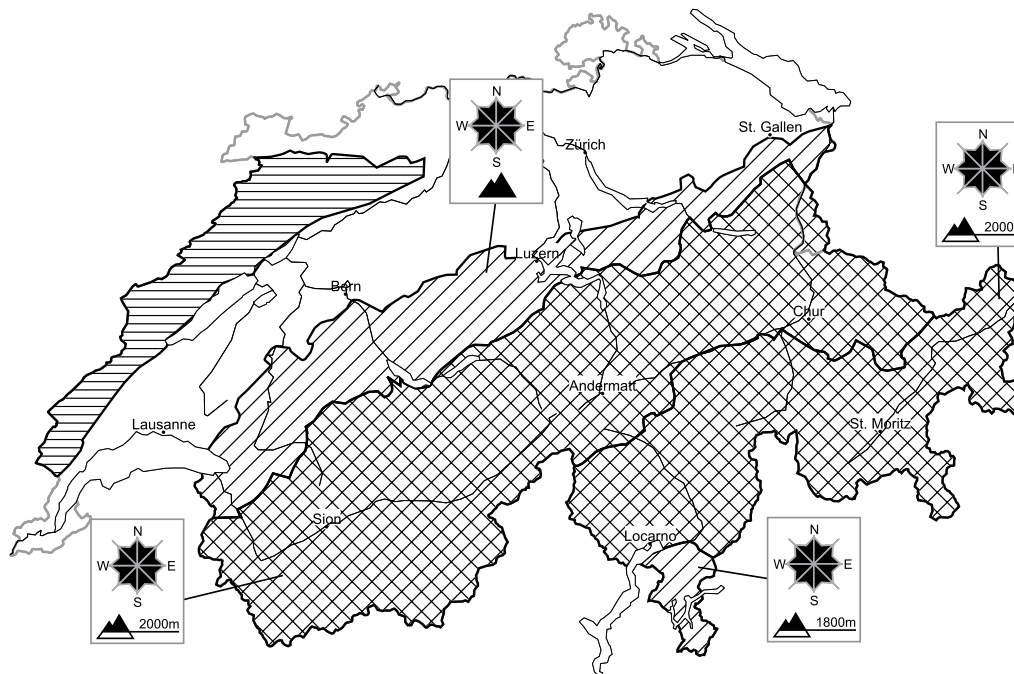 N
W E
S
N
W
S
2000
St. Gallen
Zürich
Luzern
Bern
Chur
Andermatt
Lausanne
St. Moritz
Sion
Locarno
N
W E
S
2000m
N
W E
S
1800m